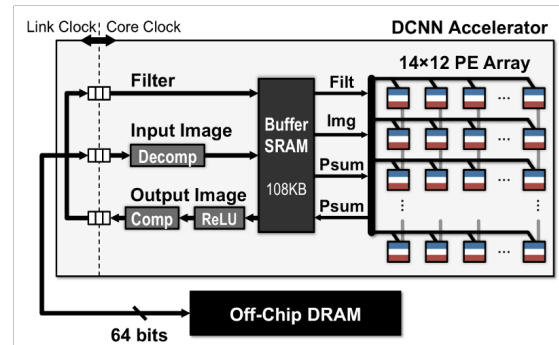 Link Clock Core Clock
DCNN Accelerator
14×12 PE Array
Filter
Input Image
Decomp
Output Image
Comp
ReLU
Buffer
SRAM
108KB
Filt
Img
Psum
Psum
...
...
...
...
...
...
Off-Chip DRAM
64 bits